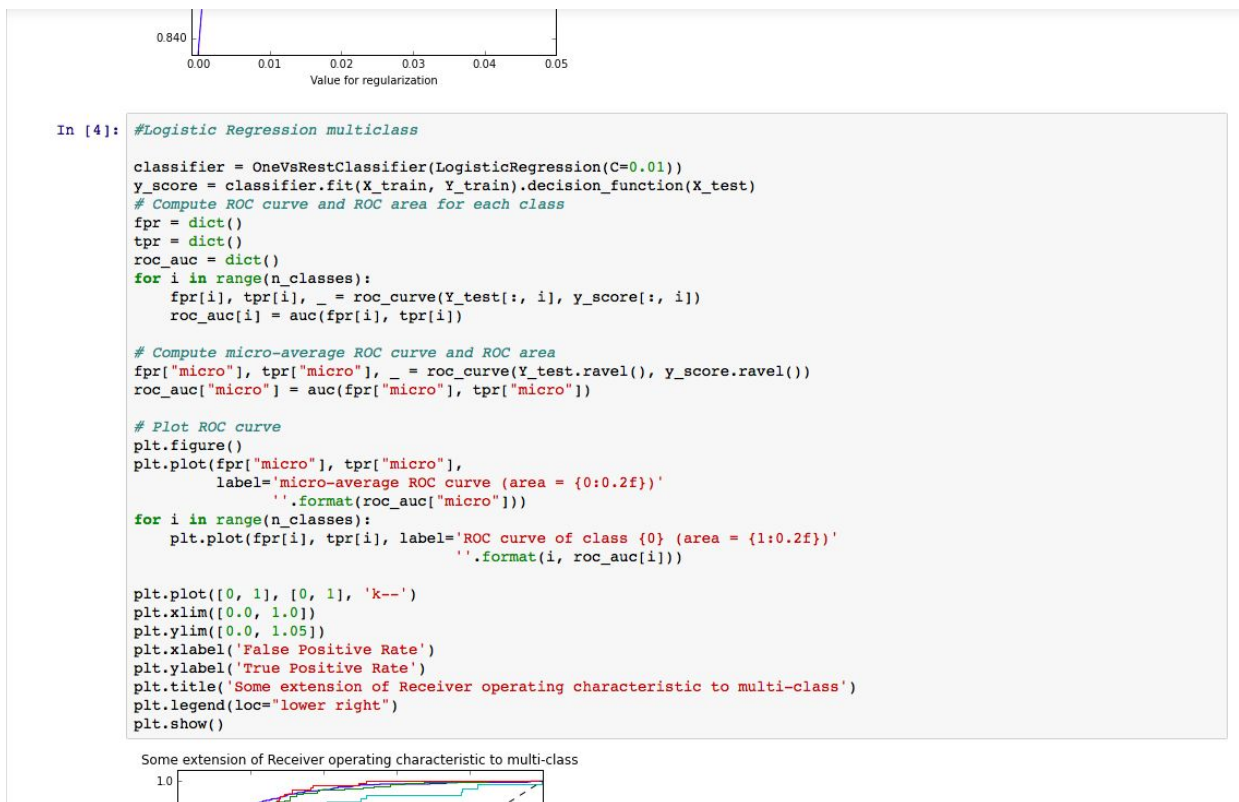 0.840
0.00 0.01 0.02 0.03 0.04 0.05
Value for regularization
In [4]: #Logistic Regression multiclass
classifier = OneVsRestClassifier(LogisticRegression(C=0.01))
y_score = classifier.fit(X_train, Y_train).decision_function(X_test)
# Compute ROC curve and ROC area for each class
fpr = dict()
tpr = dict()
roc_auc = dict()
for i in range(n_classes):
    fpr[i], tpr[i], _ = roc_curve(Y_test[:, i], y_score[:, i])
    roc_auc[i] = auc(fpr[i], tpr[i])
# Compute micro-average ROC curve and ROC area
fpr["micro"], tpr["micro"], _ = roc_curve(Y_test.ravel(), y_score.ravel())
roc_auc["micro"] = auc(fpr["micro"], tpr["micro"])
# Plot ROC curve
plt.figure()
plt.plot(fpr["micro"], tpr["micro"],
         label='micro-average ROC curve (area = {0:0.2f})'
               ''.format(roc_auc["micro"]))
for i in range(n_classes):
    plt.plot(fpr[i], tpr[i], label='ROC curve of class {0} (area = {1:0.2f})'
                                   ''.format(i, roc_auc[i]))
plt.plot([0, 1], [0, 1], 'k--')
plt.xlim([0.0, 1.0])
plt.ylim([0.0, 1.05])
plt.xlabel('False Positive Rate')
plt.ylabel('True Positive Rate')
plt.title('Some extension of Receiver operating characteristic to multi-class')
plt.legend(loc="lower right")
plt.show()
Some extension of Receiver operating characteristic to multi-class
1.0